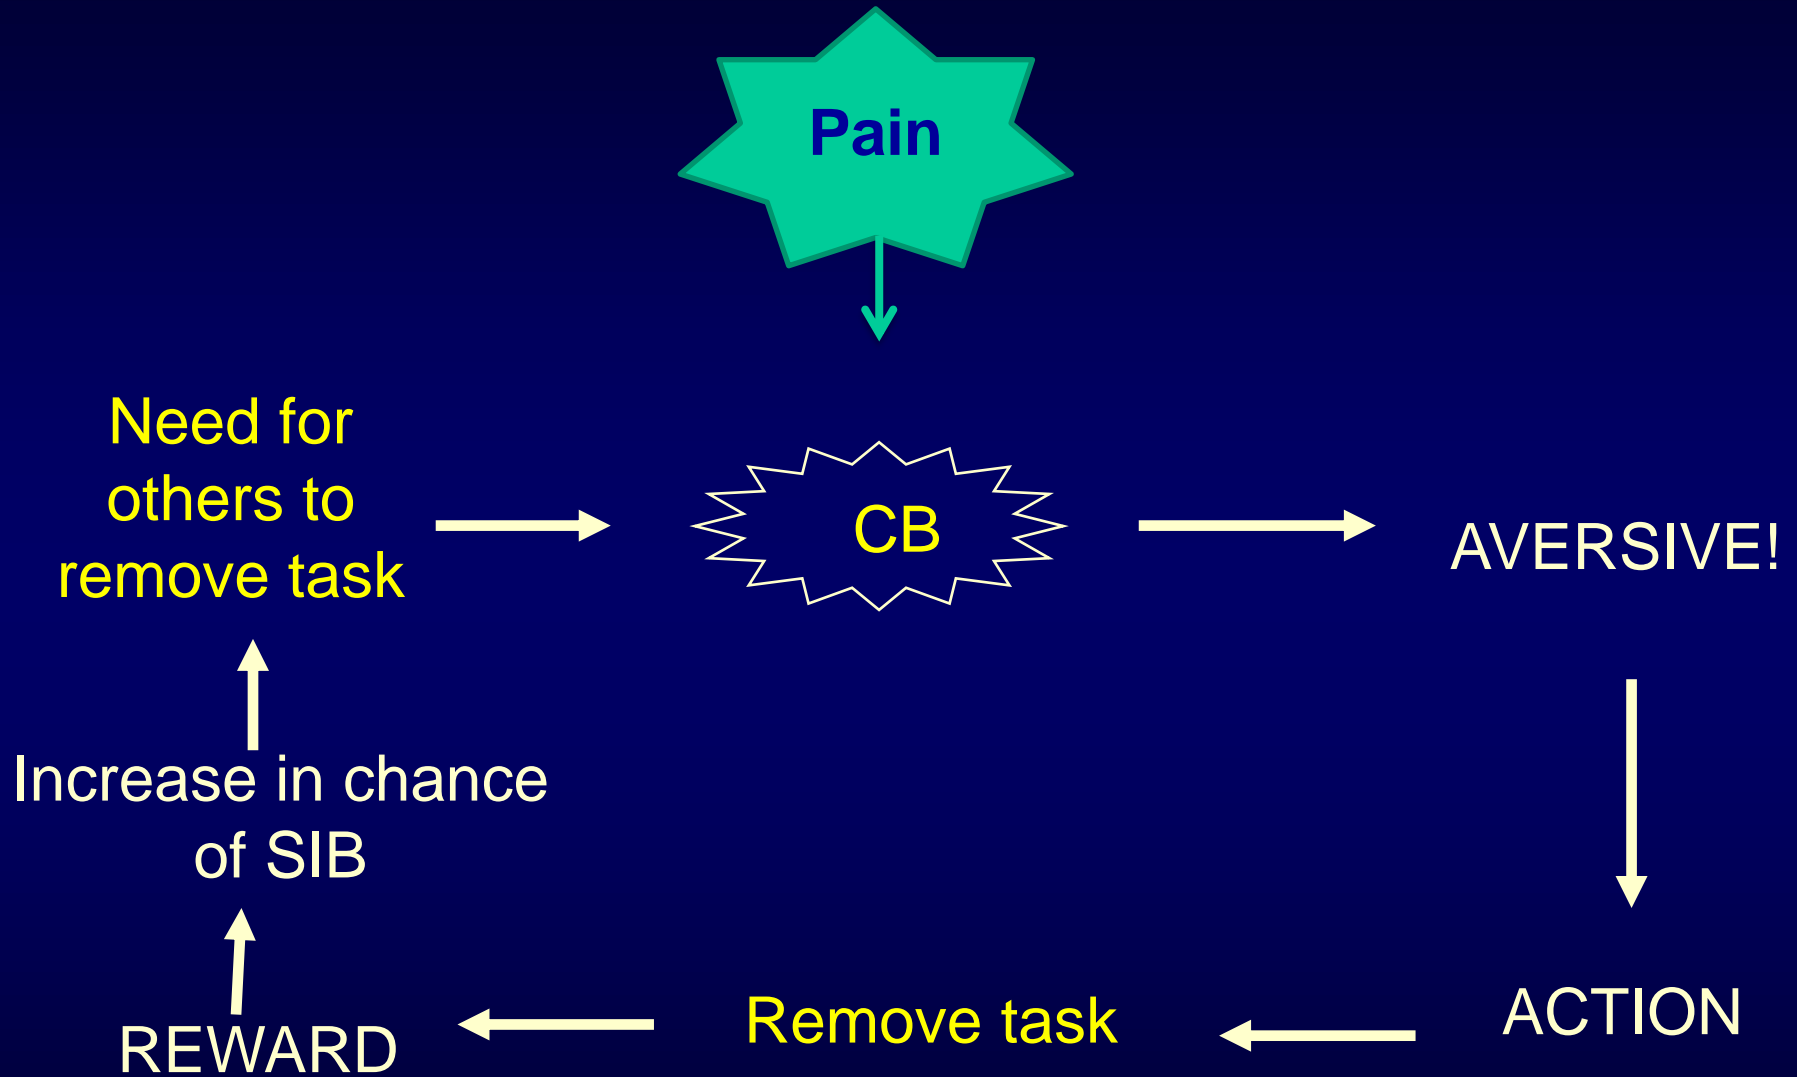 Pain
Need for
others to
remove task
CB
AVERSIVE!
Increase in chance
of SIB
REWARD
Remove task
ACTION